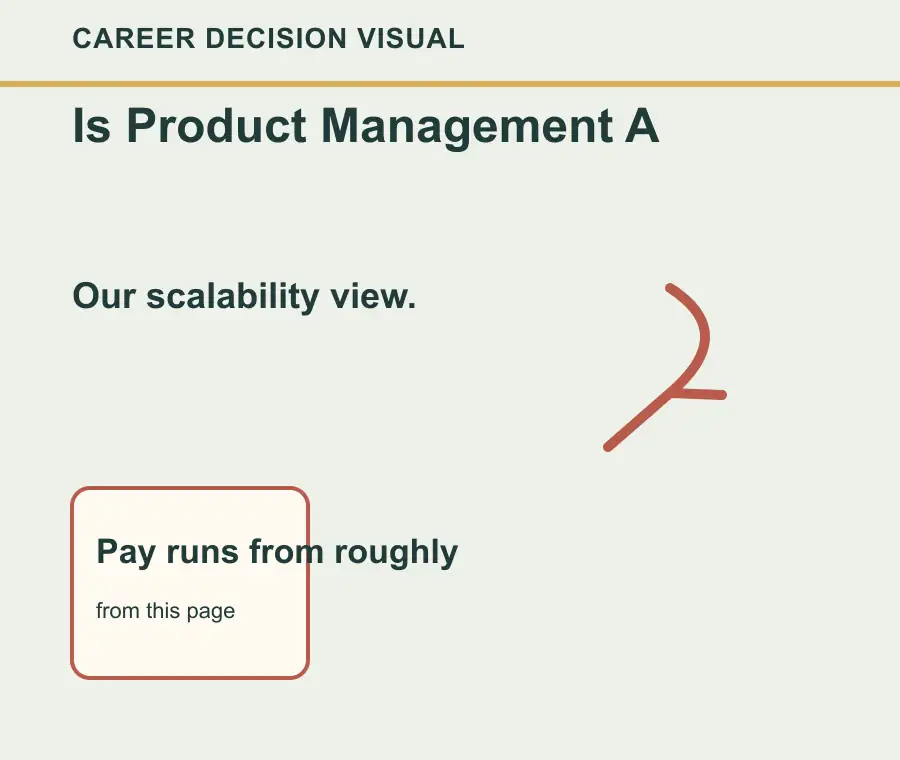 CAREER DECISION VISUAL
Is Product Management A
Our scalability view.
Pay runs from roughly
from this page